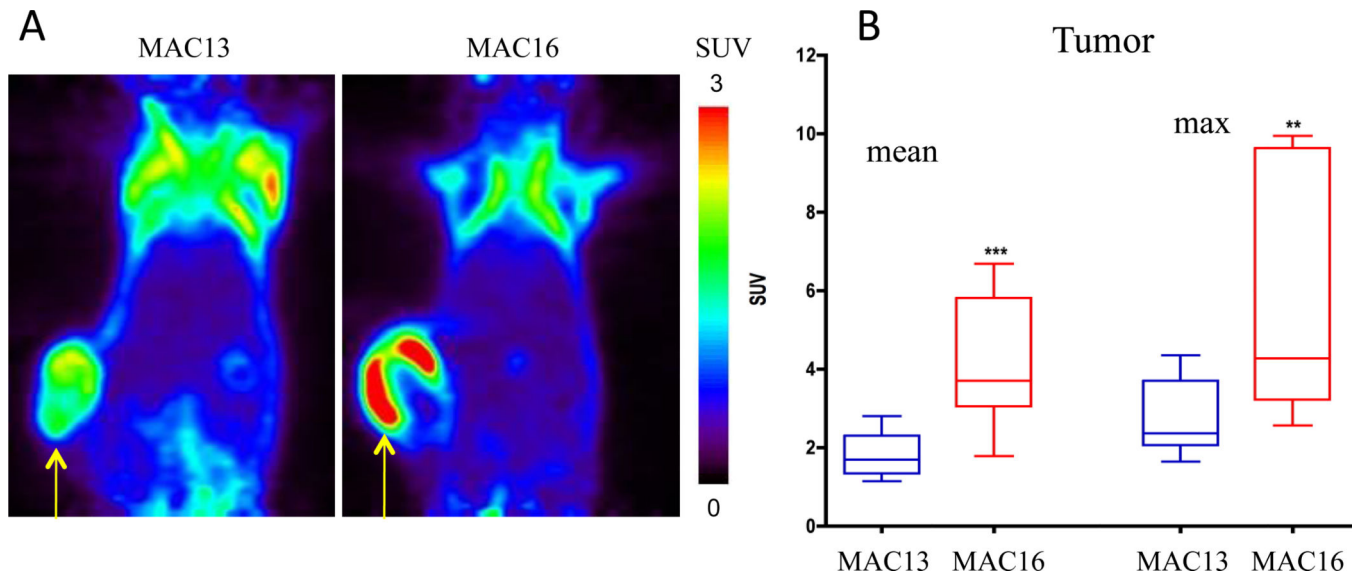 A
MAC13
MAC16
SUV
3
0
B
Tumor
12
10
8
6
4
2
0
SUV
mean
max
***
**
MAC13
MAC16
MAC13
MAC16